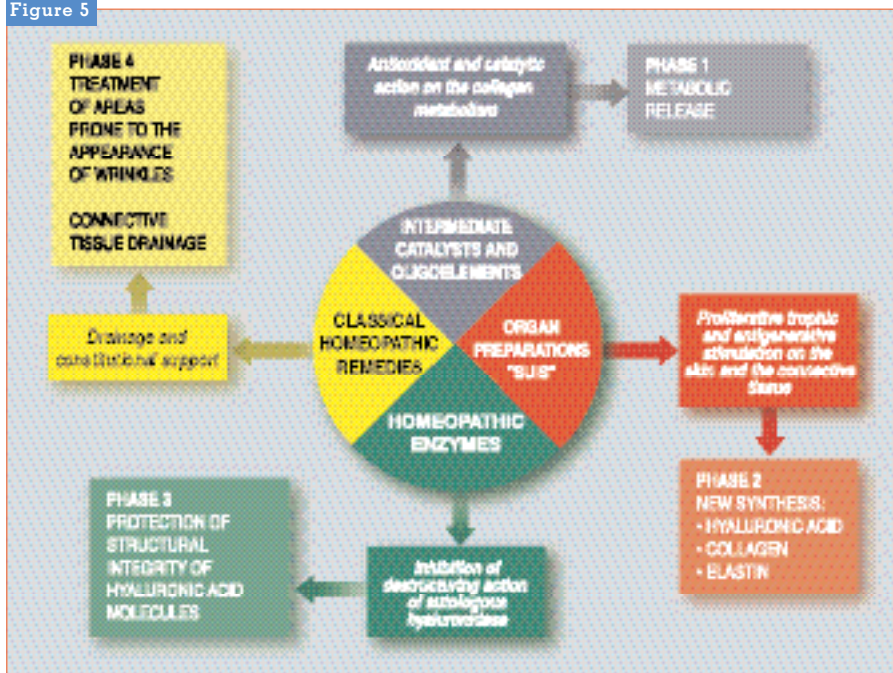 Figure 5
PHASE 4
TREATMENT
OF AREAS
PRONE TO THE
APPEARANCE
OF WRINKLES
CONNECTIVE
TISSUE DRAINAGE
Antioxidant and catalytic
action on the collagen
metabolism
PHASE 1
METABOLIC
RELEASE
INTERMEDIATE
CATALYSTS AND
OLIGOELEMENTS
CLASSICAL
HOMEOPATHIC
REMEDIES
ORGAN
PREPARATIONS
"SUIS"
HOMEOPATHIC
ENZYMES
Drainage and
constitutional support
Proliferative trophic
and antigenerative
stimulation on the
skin and the connective
tissue
PHASE 2
NEW SYNTHESIS:
• HYALURONIC ACID
• COLLAGEN
• ELASTIN
PHASE 3
PROTECTION OF
STRUCTURAL
INTEGRITY OF
HYALURONIC ACID
MOLECULES
Inhibition of
destructuring action
of autologous